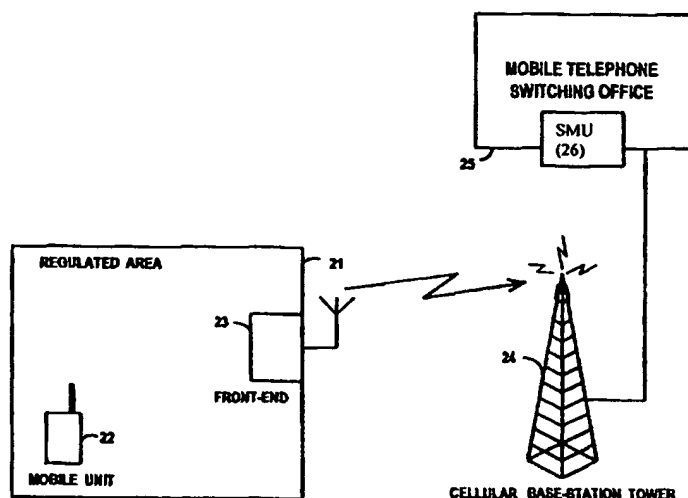 MOBILE TELEPHONE
SWITCHING OFFICE
SMU
(26)
25
REGULATED AREA
21
23
FRONT-END
24
22
MOBILE UNIT
CELLULAR BASE-STATION TOWER